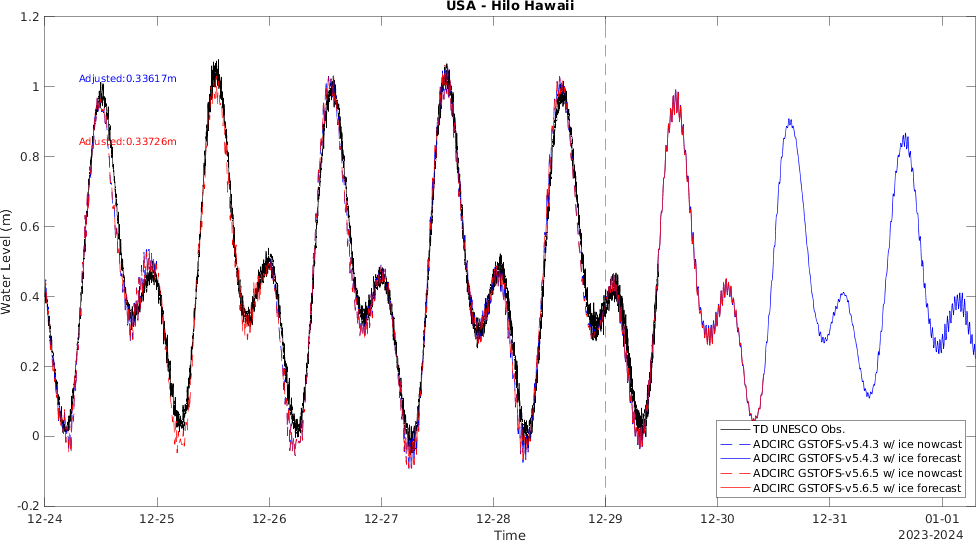 USA - Hilo Hawaii
1.2
1
0.8
0.6
0.4
0.2
0
-0.2
Water Level (m)
Adjusted:0.33617m
Adjusted:0.33726m
TD UNESCO Obs.
ADCIRC GSTOFS-v5.4.3 w/ ice nowcast
ADCIRC GSTOFS-v5.4.3 w/ ice forecast
ADCIRC GSTOFS-v5.6.5 w/ ice nowcast
ADCIRC GSTOFS-v5.6.5 w/ ice forecast
12-24 12-25 12-26 12-27 12-28 12-29 12-30 12-31 01-01
Time
2023-2024